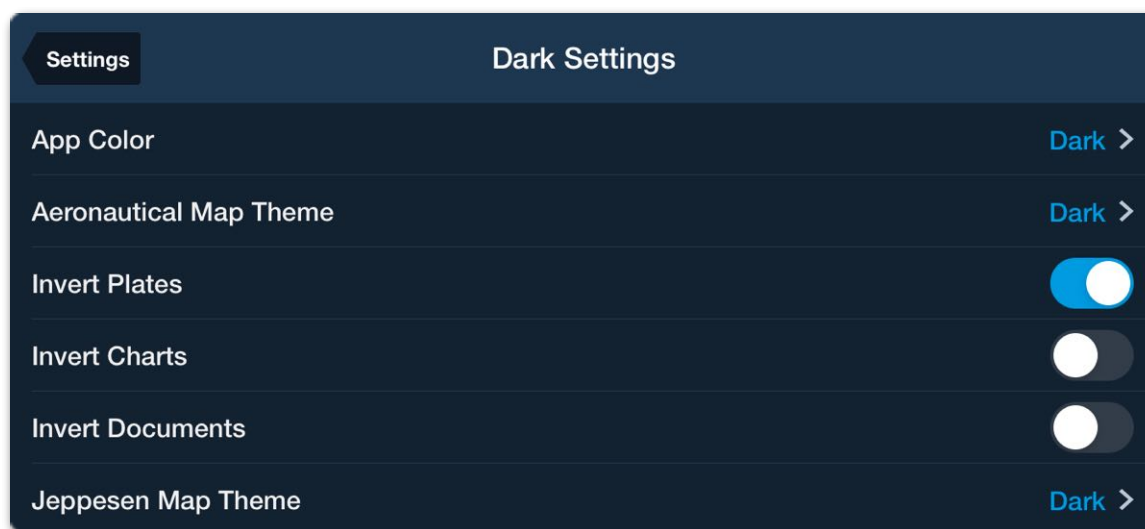 Settings
Dark Settings
App Color Dark
Aeronautical Map Theme Dark
Invert Plates
Invert Charts
Invert Documents
Jeppesen Map Theme Dark